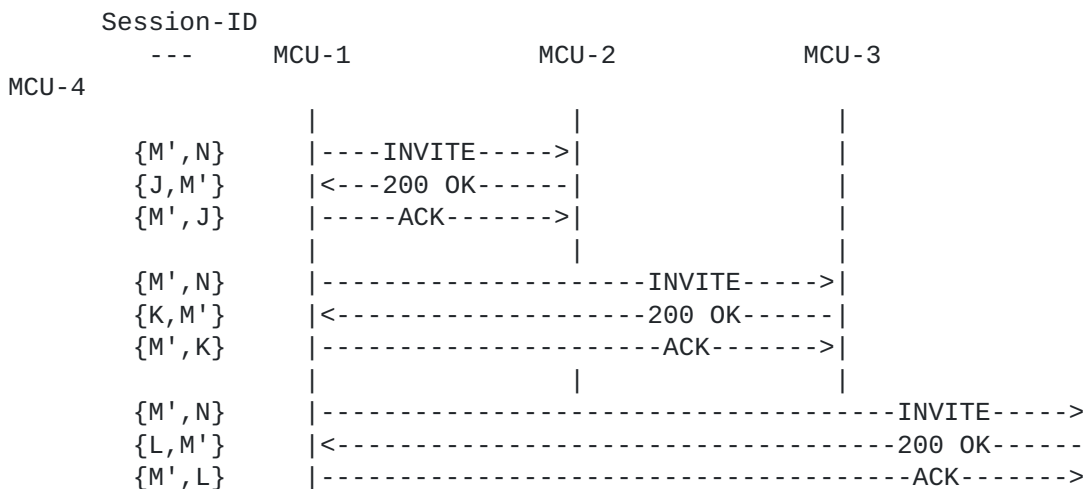 Session-ID
         ---     MCU-1            MCU-2            MCU-3
MCU-4
                   |                |                |
        {M',N}     |----INVITE----->|                |
        {J,M'}     |<---200 OK------|                |
        {M',J}     |-----ACK------->|                |
                   |                |                |
        {M',N}     |---------------------INVITE----->|
        {K,M'}     |<--------------------200 OK------|
        {M',K}     |----------------------ACK------->|
                   |                |                |
        {M',N}     |-------------------------------------INVITE----->
        {L,M'}     |<------------------------------------200 OK------
        {M',L}     |--------------------------------------ACK------->